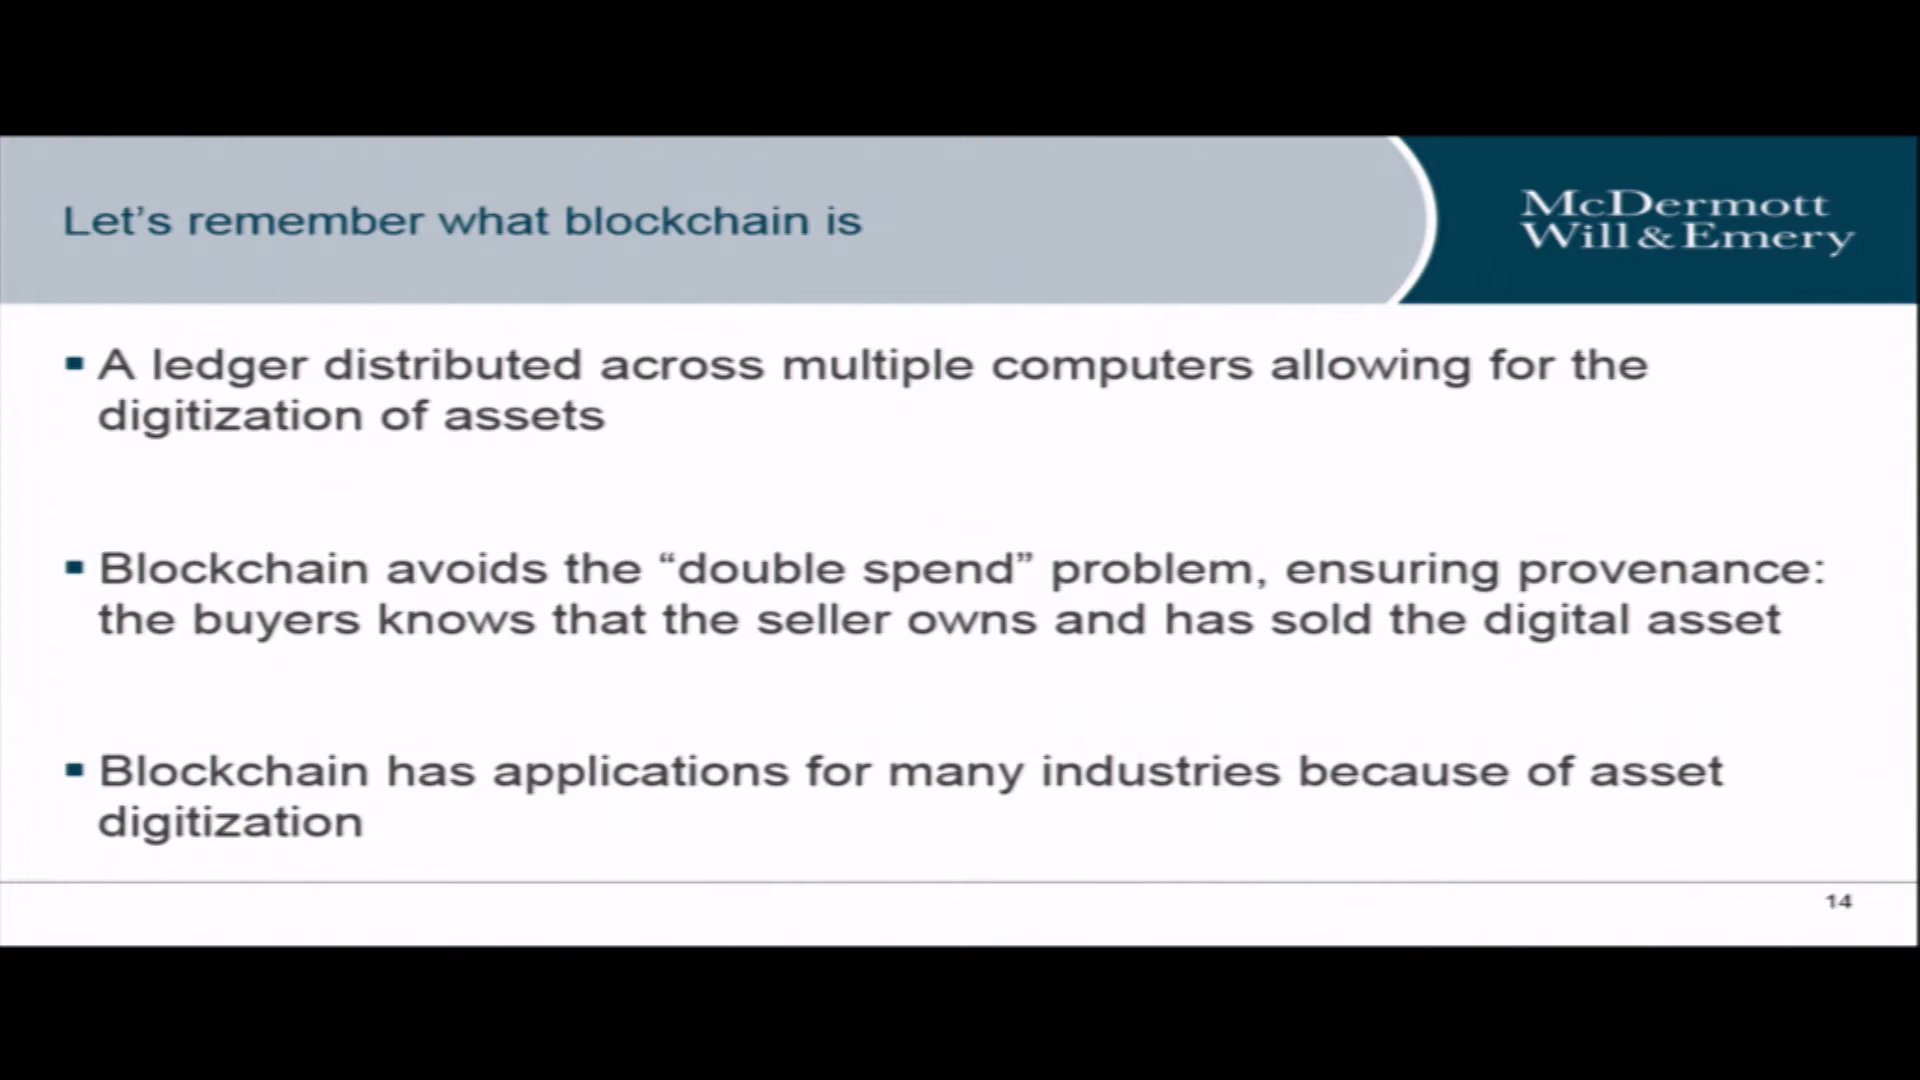 Let's remember what blockchain is
McDermott
Will & Emery
▪ A ledger distributed across multiple computers allowing for the
digitization of assets
▪ Blockchain avoids the “double spend” problem, ensuring provenance:
the buyers knows that the seller owns and has sold the digital asset
▪ Blockchain has applications for many industries because of asset
digitization
14